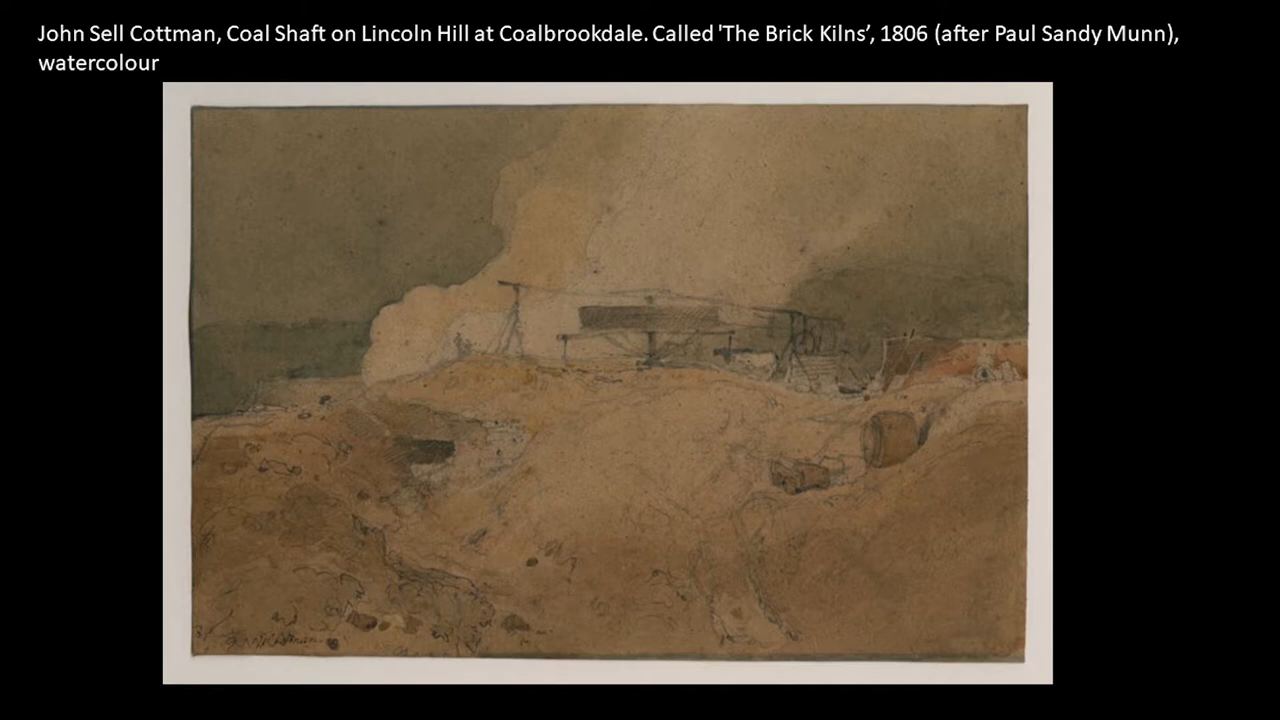 John Sell Cottman, Coal Shaft on Lincoln Hill at Coalbrookdale. Called 'The Brick Kilns’, 1806 (after Paul Sandy Munn),
watercolour